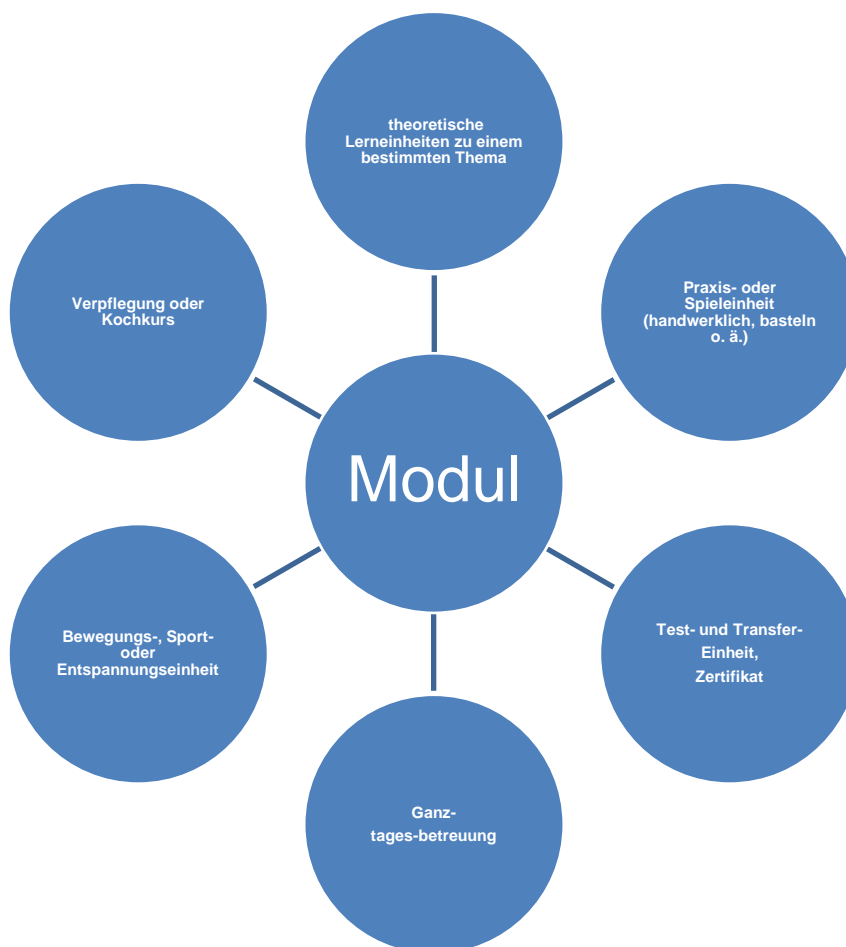 theoretische
Lerneinheiten zu einem
bestimmten Thema
Verpflegung oder
Kochkurs
Praxis- oder
Spieleinheit
(handwerklich, basteln
o. ä.)
Modul
Bewegungs-, Sport-
oder
Entspannungseinheit
Test- und Transfer-
Einheit,
Zertifikat
Ganz-
tages-betreuung